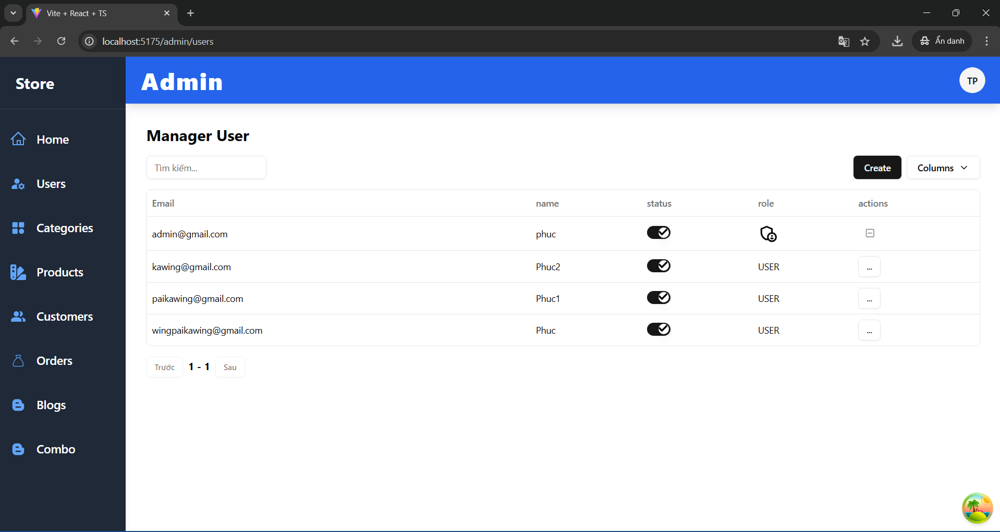 Vite + React + TS
localhost:5175/admin/users
Ẩn danh
Store
Admin
TP
Home
Users
Categories
Products
Customers
Orders
Blogs
Combo
Manager User
Tìm kiếm...
Create
Columns
Email name status role actions
admin@gmail.com phuc
kawing@gmail.com Phuc2 USER ...
paikawing@gmail.com Phuc1 USER ...
wingpaikawing@gmail.com Phuc USER ...
Trước 1 - 1 Sau